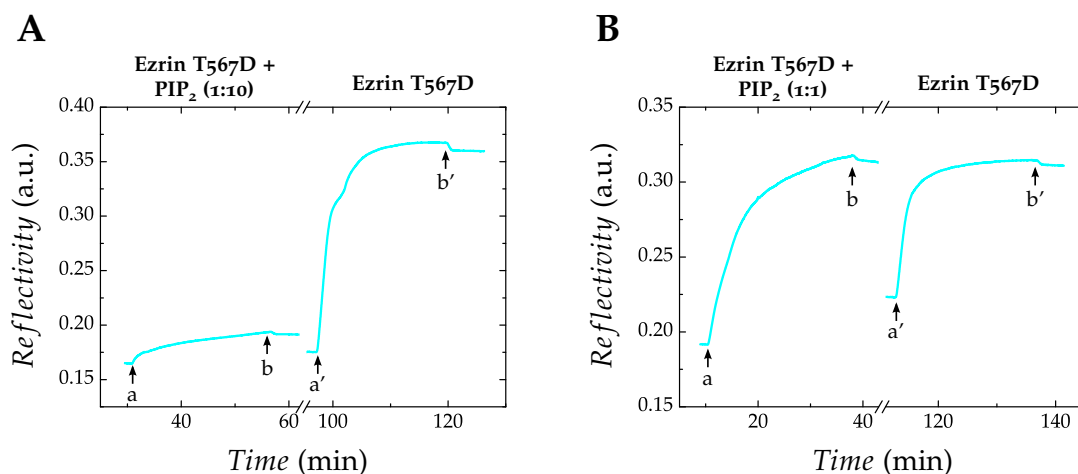 A
Ezrin T567D +
PIP₂ (1:10)
Ezrin T567D
Reflectivity (a.u.)
0.40
0.35
0.30
0.25
0.20
0.15
a
b
a′
b′
40
60
100
120
Time (min)
B
Ezrin T567D +
PIP₂ (1:1)
Ezrin T567D
Reflectivity (a.u.)
0.35
0.30
0.25
0.20
0.15
a
b
a′
b′
20
40
120
140
Time (min)